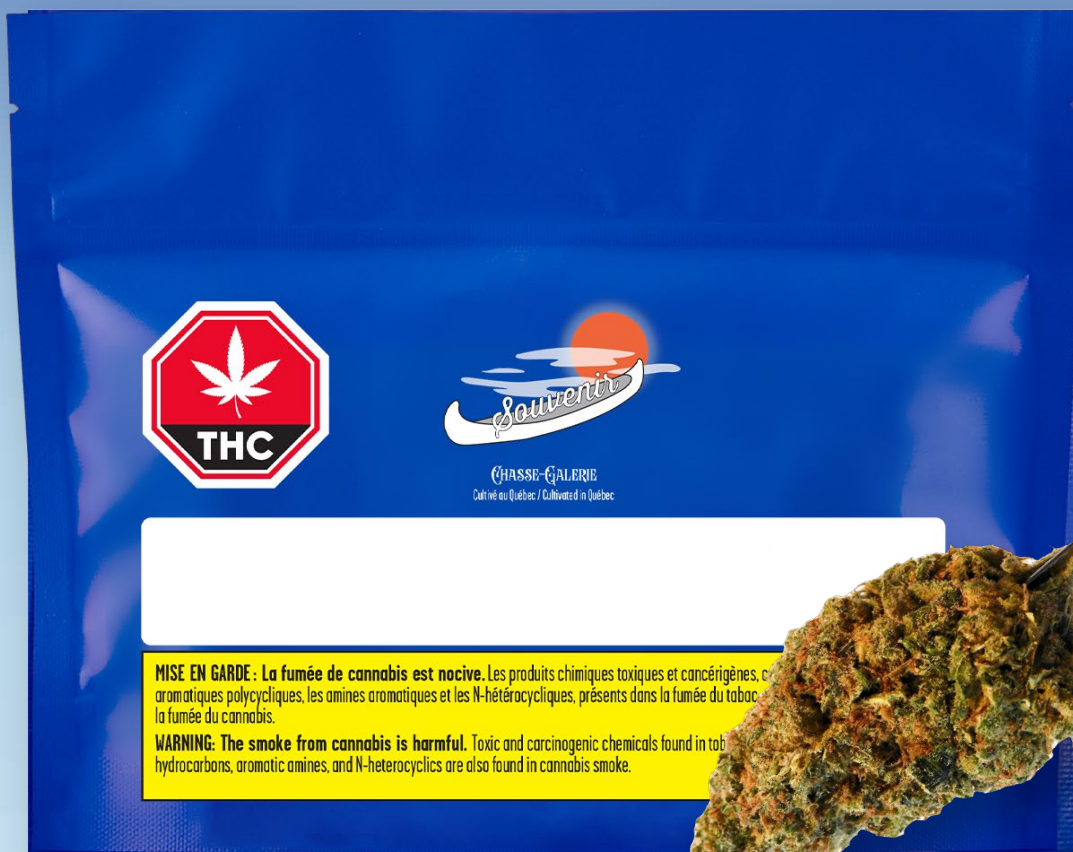 THC
Souvenir
CHASSE-GALERIE
Cultivé au Québec / Cultivated in Québec
MISE EN GARDE : La fumée de cannabis est nocive. Les produits chimiques toxiques et cancérigènes,
aromatiques polycycliques, les amines aromatiques et les N-hétérocycliques, présents dans la fumée du tabac
la fumée du cannabis.
WARNING: The smoke from cannabis is harmful. Toxic and carcinogenic chemicals found in
hydrocarbons, aromatic amines, and N-heterocyclics are also found in cannabis smoke.